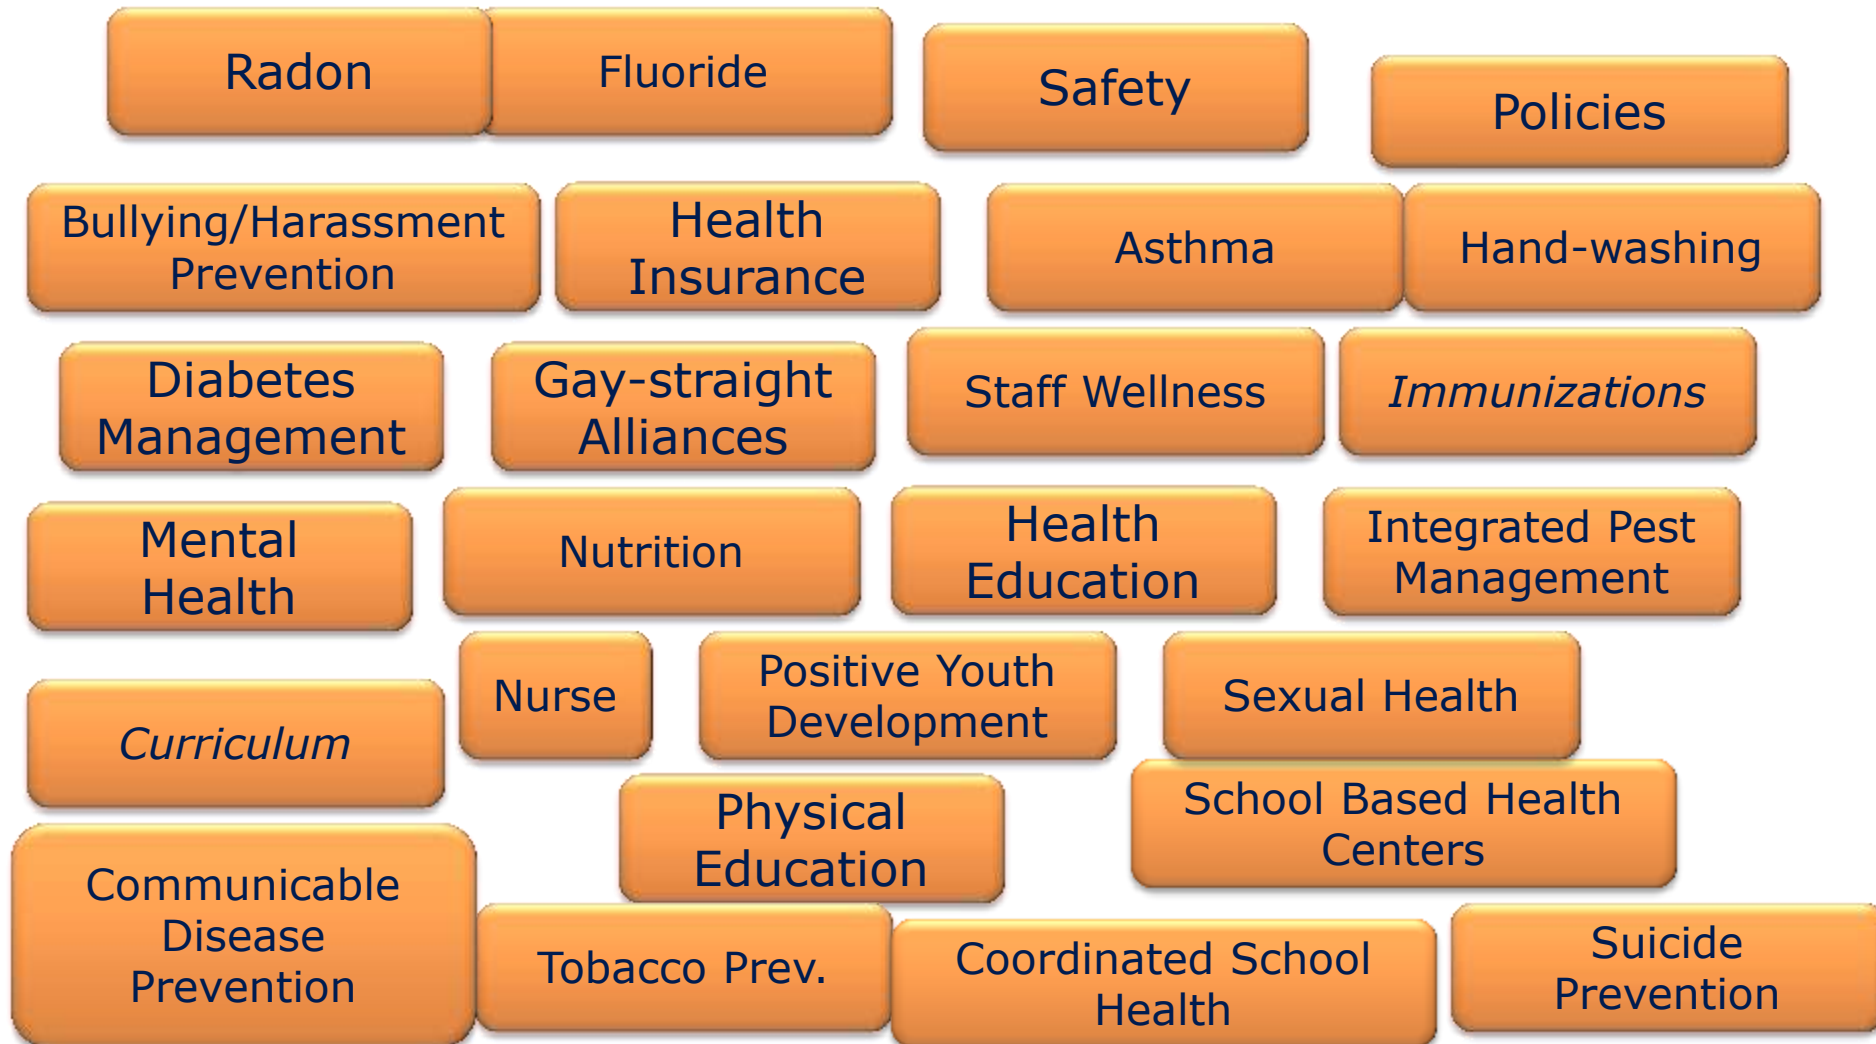 Radon
Fluoride
Safety
Policies
Bullying/Harassment
Prevention
Health
Insurance
Asthma
Hand-washing
Diabetes
Management
Gay-straight
Alliances
Staff Wellness
Immunizations
Mental
Health
Nutrition
Health
Education
Integrated Pest
Management
Curriculum
Nurse
Positive Youth
Development
Sexual Health
Physical
Education
School Based Health
Centers
Communicable
Disease
Prevention
Tobacco Prev.
Coordinated School
Health
Suicide
Prevention